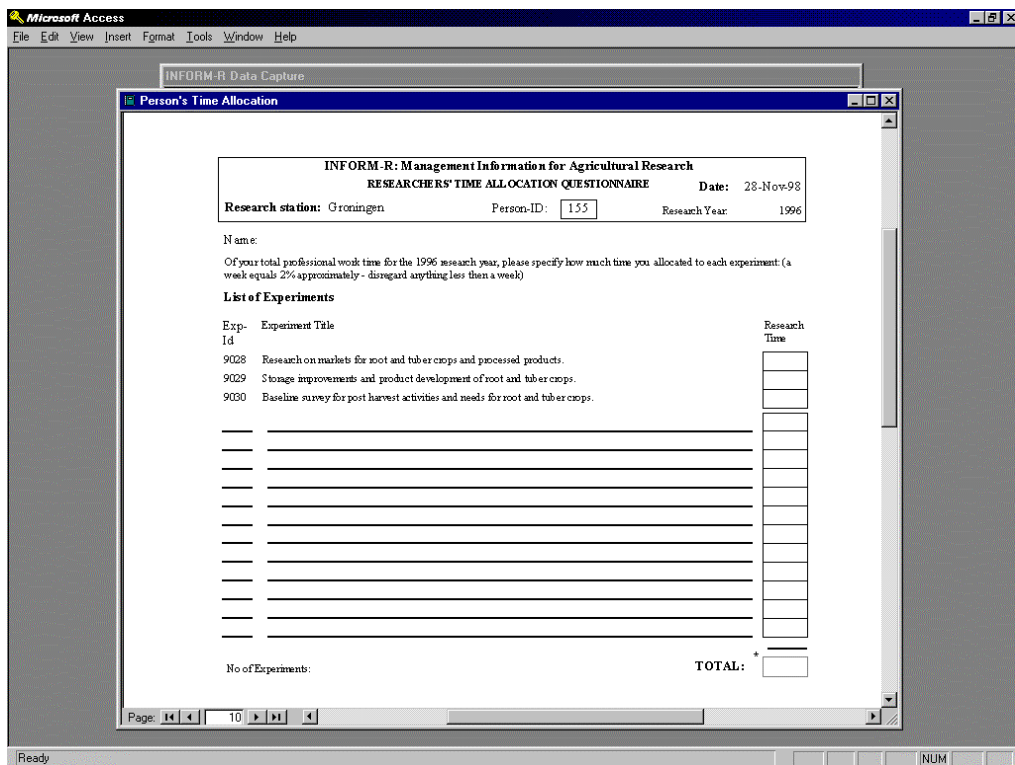 Microsoft Access
File Edit View Insert Format Tools Window Help
INFORM-R Data Capture
Person's Time Allocation
INFORM-R: Management Information for Agricultural Research
RESEARCHERS' TIME ALLOCATION QUESTIONNAIRE Date: 28-Nov-98
Research station: Groningen Person-ID: 155 Research Year: 1996
Name:
Of your total professional work time for the 1996 research year, please specify how much time you allocated to each experiment: (a
week equals 2% approximately - disregard anything less then a week)
List of Experiments
Exp- Experiment Title Research
Id Time
9028 Research on markets for root and tuber crops and processed products.
9029 Storage improvements and product development of root and tuber crops.
9030 Baseline survey for post harvest activities and needs for root and tuber crops.
*
No of Experiments: TOTAL:
Page: 10
Ready NUM